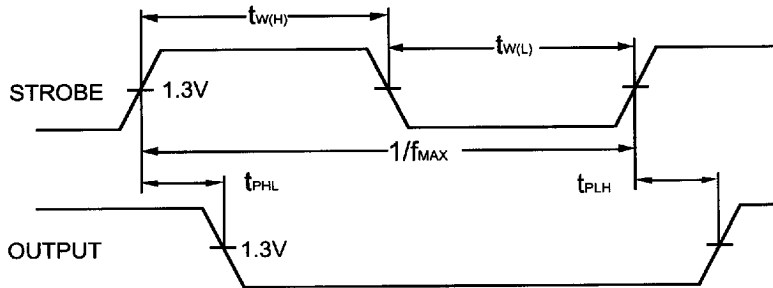 tW(H)
tW(L)
STROBE
1.3V
1/fMAX
tPHL
tPLH
OUTPUT
1.3V